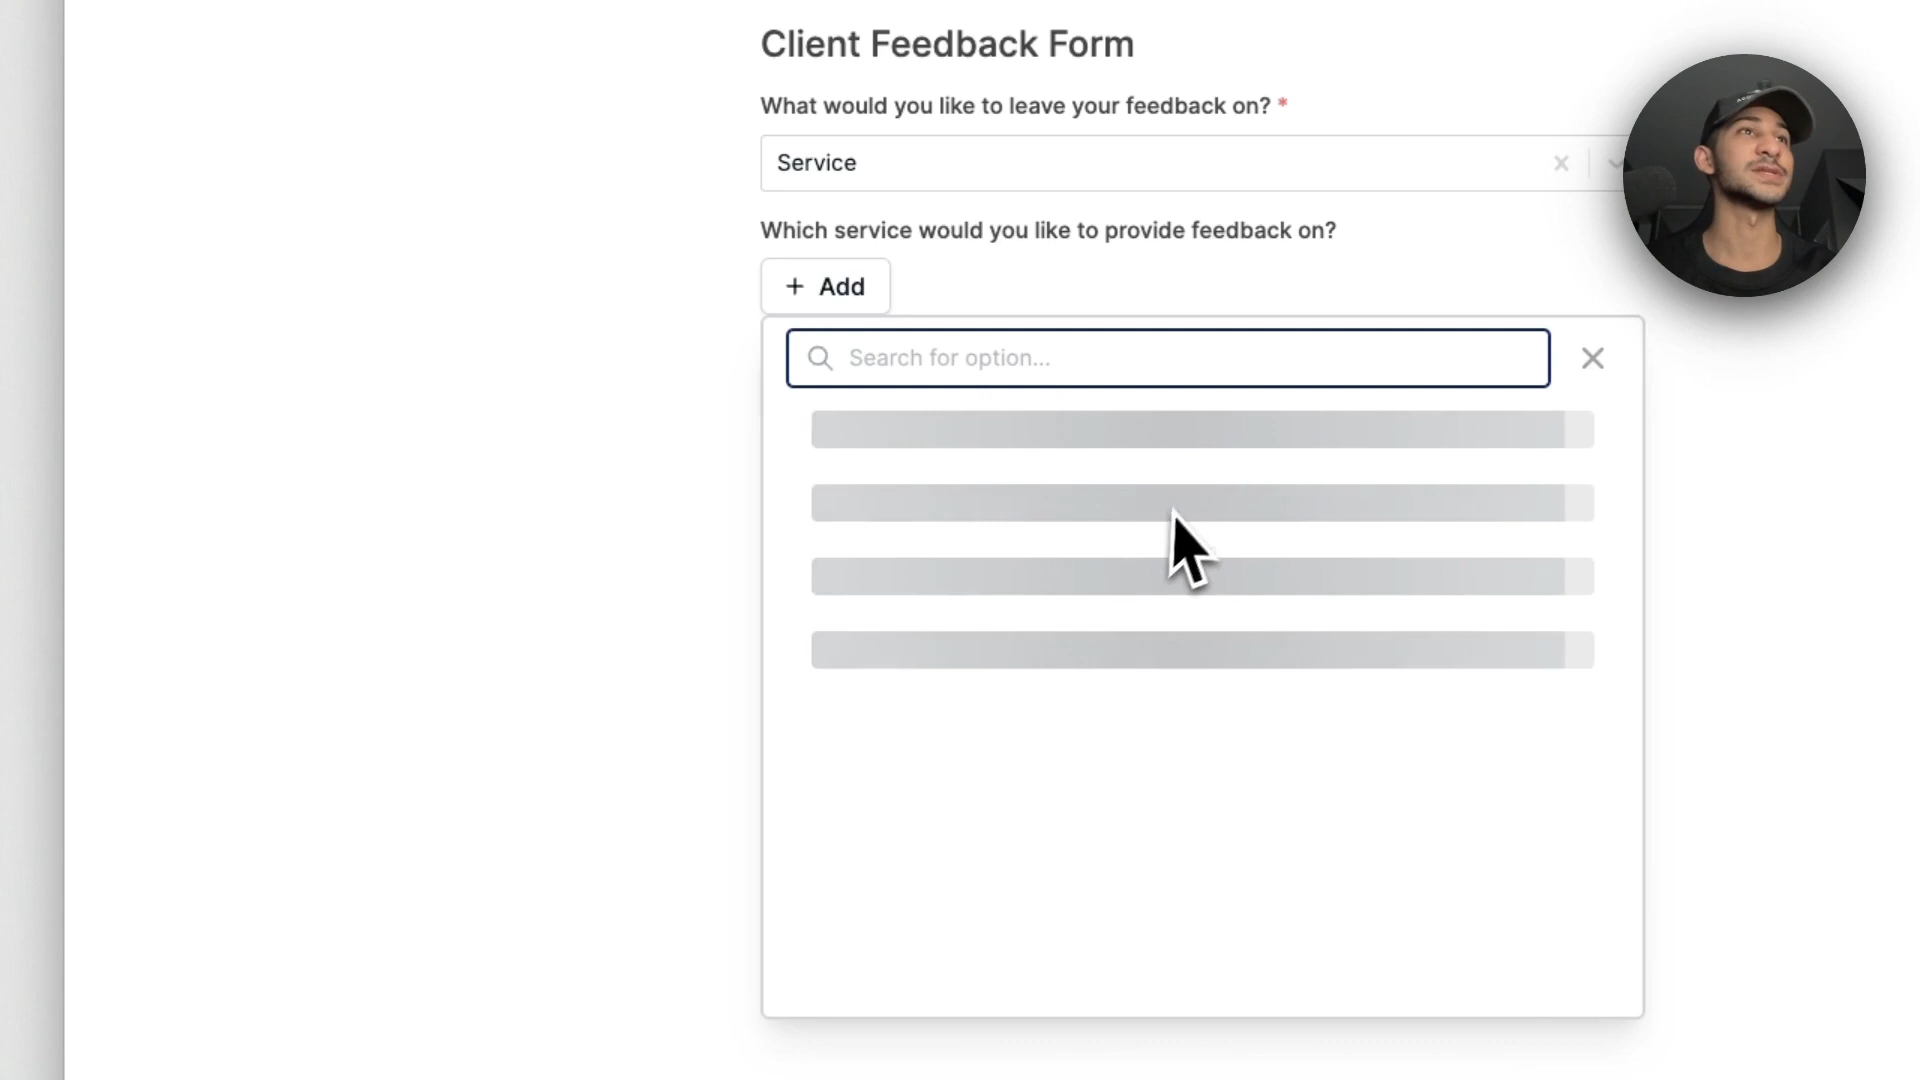 Client Feedback Form
What would you like to leave your feedback on? *
Service
Which service would you like to provide feedback on?
+ Add
Search for option...